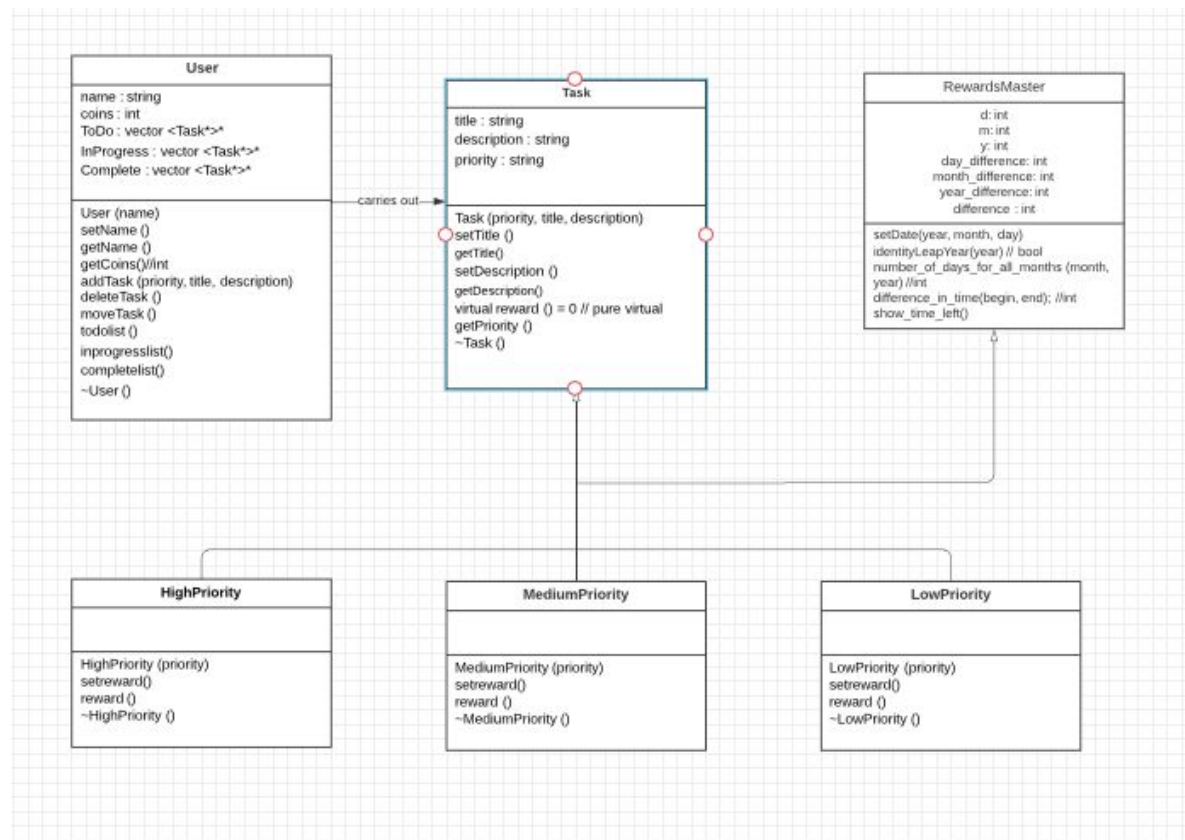 User
name : string
coins : int
ToDo : vector <Task*>*
InProgress : vector <Task*>*
Complete : vector <Task*>*
User (name)
setName ()
getName ()
getCoins()//int
addTask (priority, title, description)
deleteTask ()
moveTask ()
todolist()
inprogresslist()
completelist()
~User ()
carries out
Task
title : string
description : string
priority : string
Task (priority, title, description)
setTitle ()
getTitle()
setDescription ()
getDescription()
virtual reward () = 0 // pure virtual
getPriority ()
~Task ()
RewardsMaster
d: int
m: int
y: int
day_difference: int
month_difference: int
year_difference: int
difference : int
setDate(year, month, day)
identityLeapYear(year) // bool
number_of_days_for_all_months (month,
year) //int
difference_in_time(begin, end); //int
show_time_left()
HighPriority
HighPriority (priority)
setreward()
reward ()
~HighPriority ()
MediumPriority
MediumPriority (priority)
setreward()
reward ()
~MediumPriority ()
LowPriority
LowPriority (priority)
setreward()
reward ()
~LowPriority ()